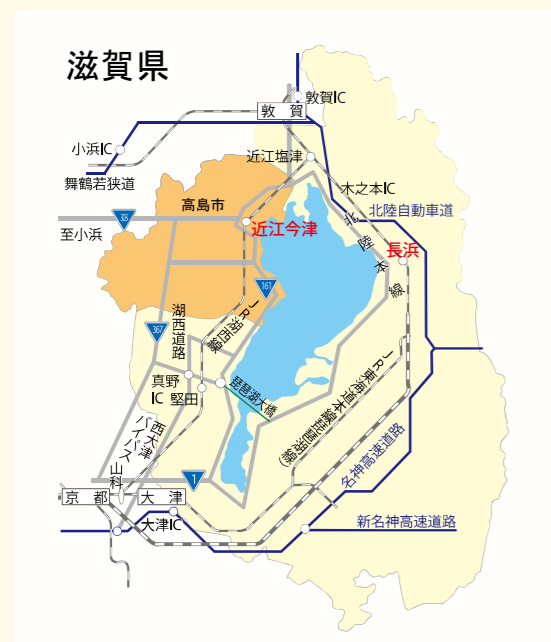 滋賀県
敦賀IC
敦賀
小浜IC
近江塩津
舞鶴若狭道
木之本IC
高島市
北陸自動車道
303
近江今津
至小浜
北陸本線
長浜
161
JR湖西線
湖西道路
367
JR東海道本線(琵琶湖線)
真野IC
堅田
琵琶湖大橋
西大津バイパス
山科
名神高速道路
1
京都
大津
大津IC
新名神高速道路